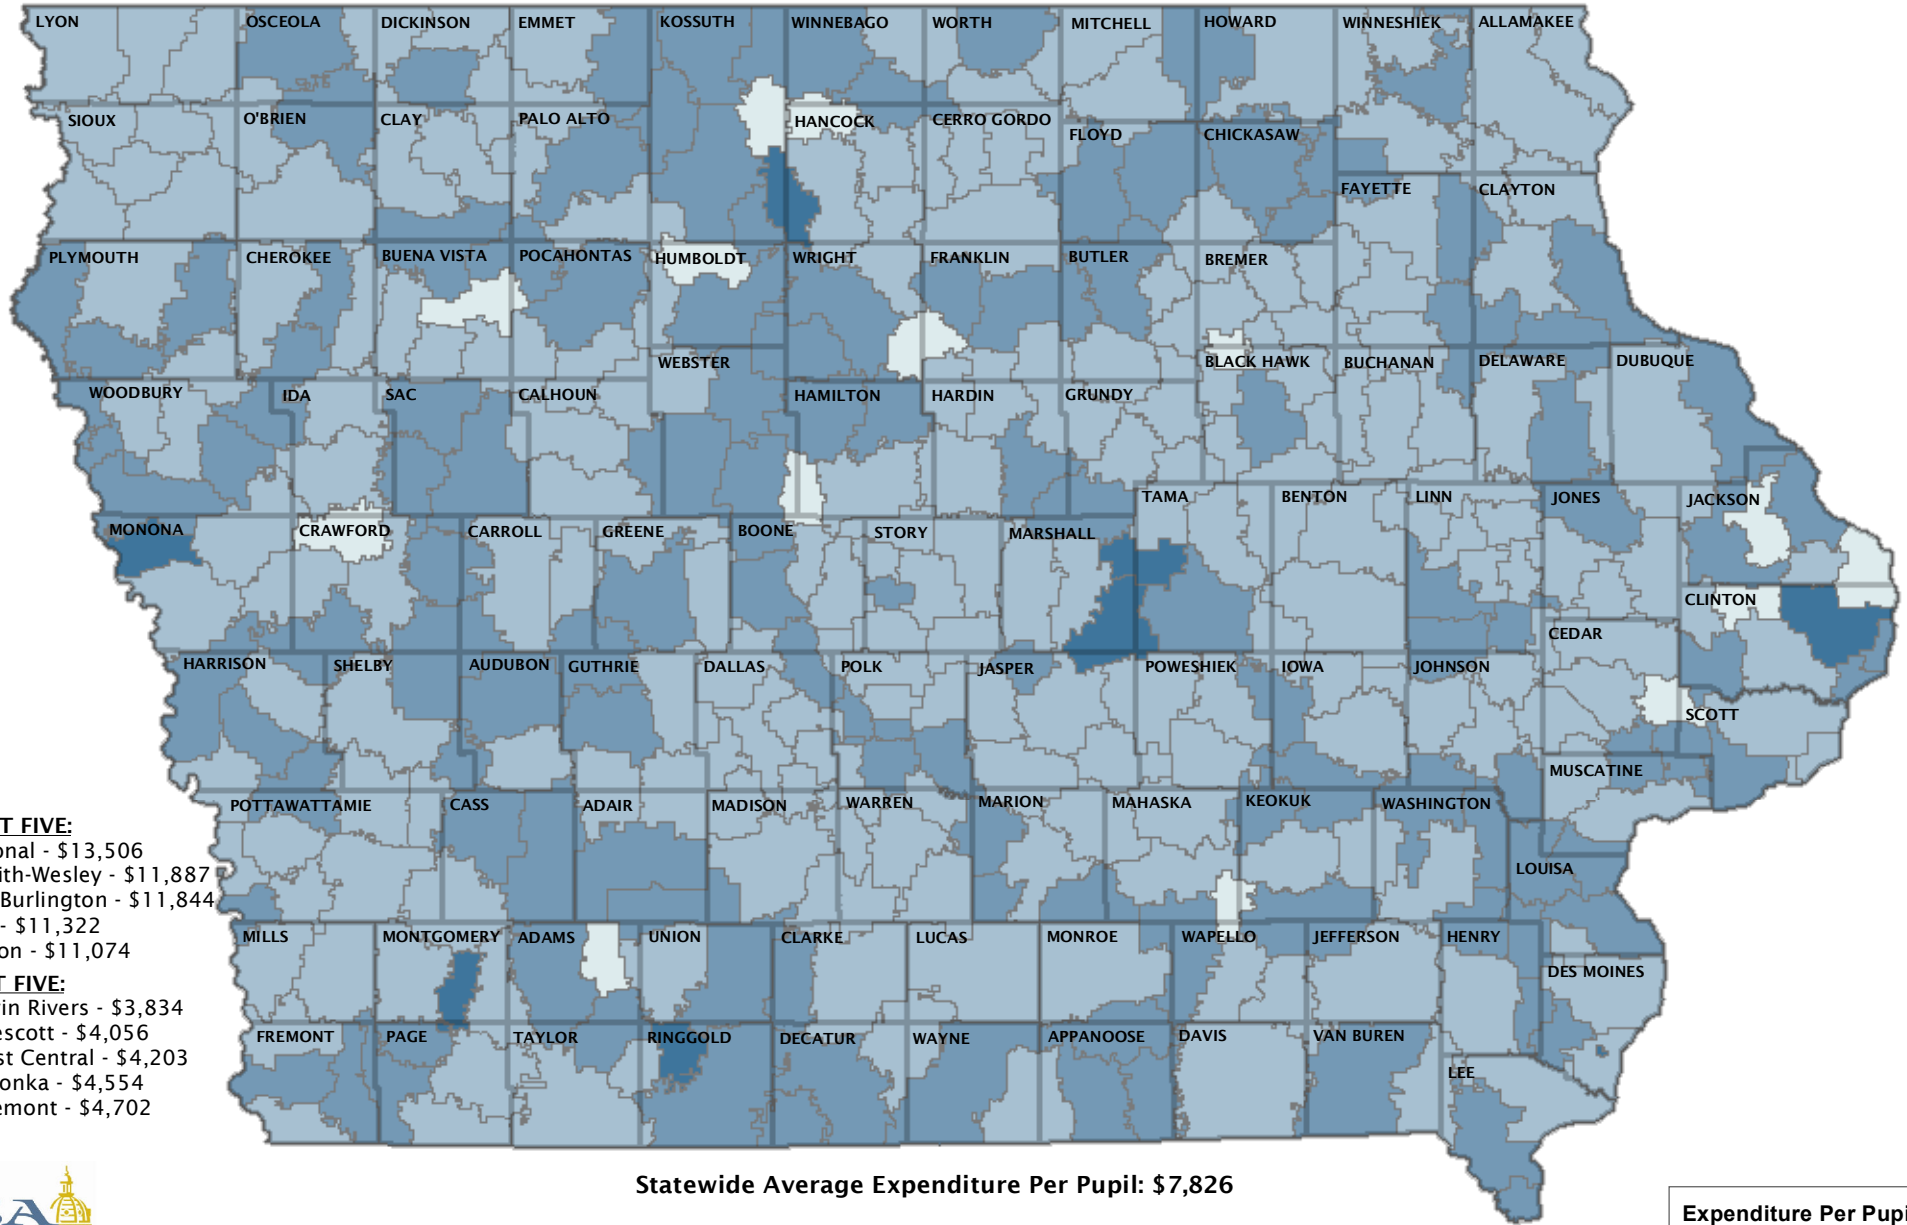 LYON OSCEOLA DICKINSON EMMET KOSSUTH WINNEBAGO WORTH MITCHELL HOWARD WINNESHIEK ALLAMAKEE
SIOUX O'BRIEN CLAY PALO ALTO HANCOCK CERRO GORDO FLOYD CHICKASAW
FAYETTE CLAYTON
PLYMOUTH CHEROKEE BUENA VISTA POCAHONTAS HUMBOLDT WRIGHT FRANKLIN BUTLER BREMER
WEBSTER BLACK HAWK BUCHANAN DELAWARE DUBUQUE
WOODBURY IDA SAC CALHOUN HAMILTON HARDIN GRUNDY
TAMA BENTON LINN JONES JACKSON
MONONA CRAWFORD CARROLL GREENE BOONE STORY MARSHALL
CLINTON
CEDAR
HARRISON SHELBY AUDUBON GUTHRIE DALLAS POLK JASPER POWESHIEK IOWA JOHNSON
SCOTT
MUSCATINE
POTTAWATTAMIE CASS ADAIR MADISON WARREN MARION MAHASKA KEOKUK WASHINGTON
LOUISA
MILLS MONTGOMERY ADAMS UNION CLARKE LUCAS MONROE WAPELLO JEFFERSON HENRY
DES MOINES
FREMONT PAGE TAYLOR RINGGOLD DECATUR WAYNE APPANOOSE DAVIS VAN BUREN
LEE
T FIVE:
onal - $13,506
ith-Wesley - $11,887
Burlington - $11,844
- $11,322
on - $11,074
T FIVE:
in Rivers - $3,834
escott - $4,056
st Central - $4,203
onka - $4,554
emont - $4,702
Statewide Average Expenditure Per Pupil: $7,826
Expenditure Per Pupi